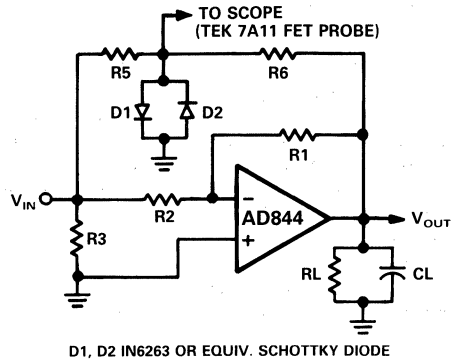 TO SCOPE
(TEK 7A11 FET PROBE)
R5
R6
D1
D2
R1
VIN
R2
AD844
VOUT
R3
RL
CL
D1, D2 IN6263 OR EQUIV. SCHOTTKY DIODE